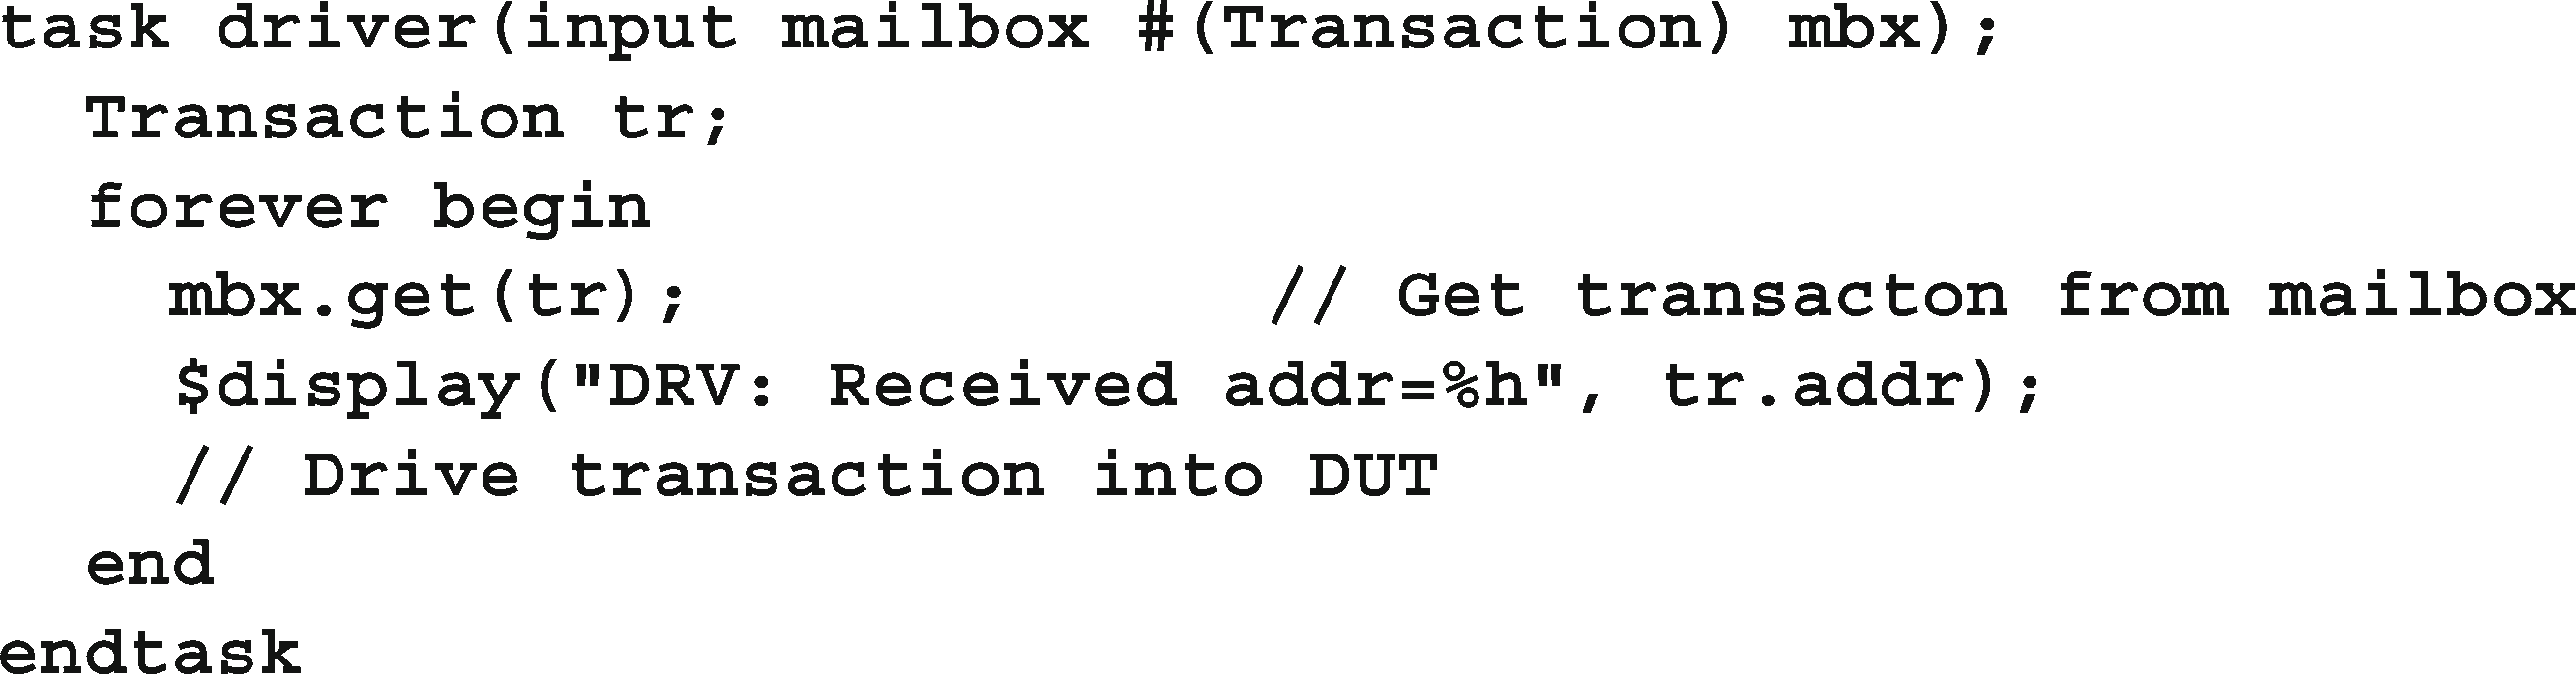 task driver(input mailbox #(Transaction) mbx);
  Transaction tr;
  forever begin
    mbx.get(tr);              // Get transacton from mailbox
    $display("DRV: Received addr=%h", tr.addr);
    // Drive transaction into DUT
  end
endtask